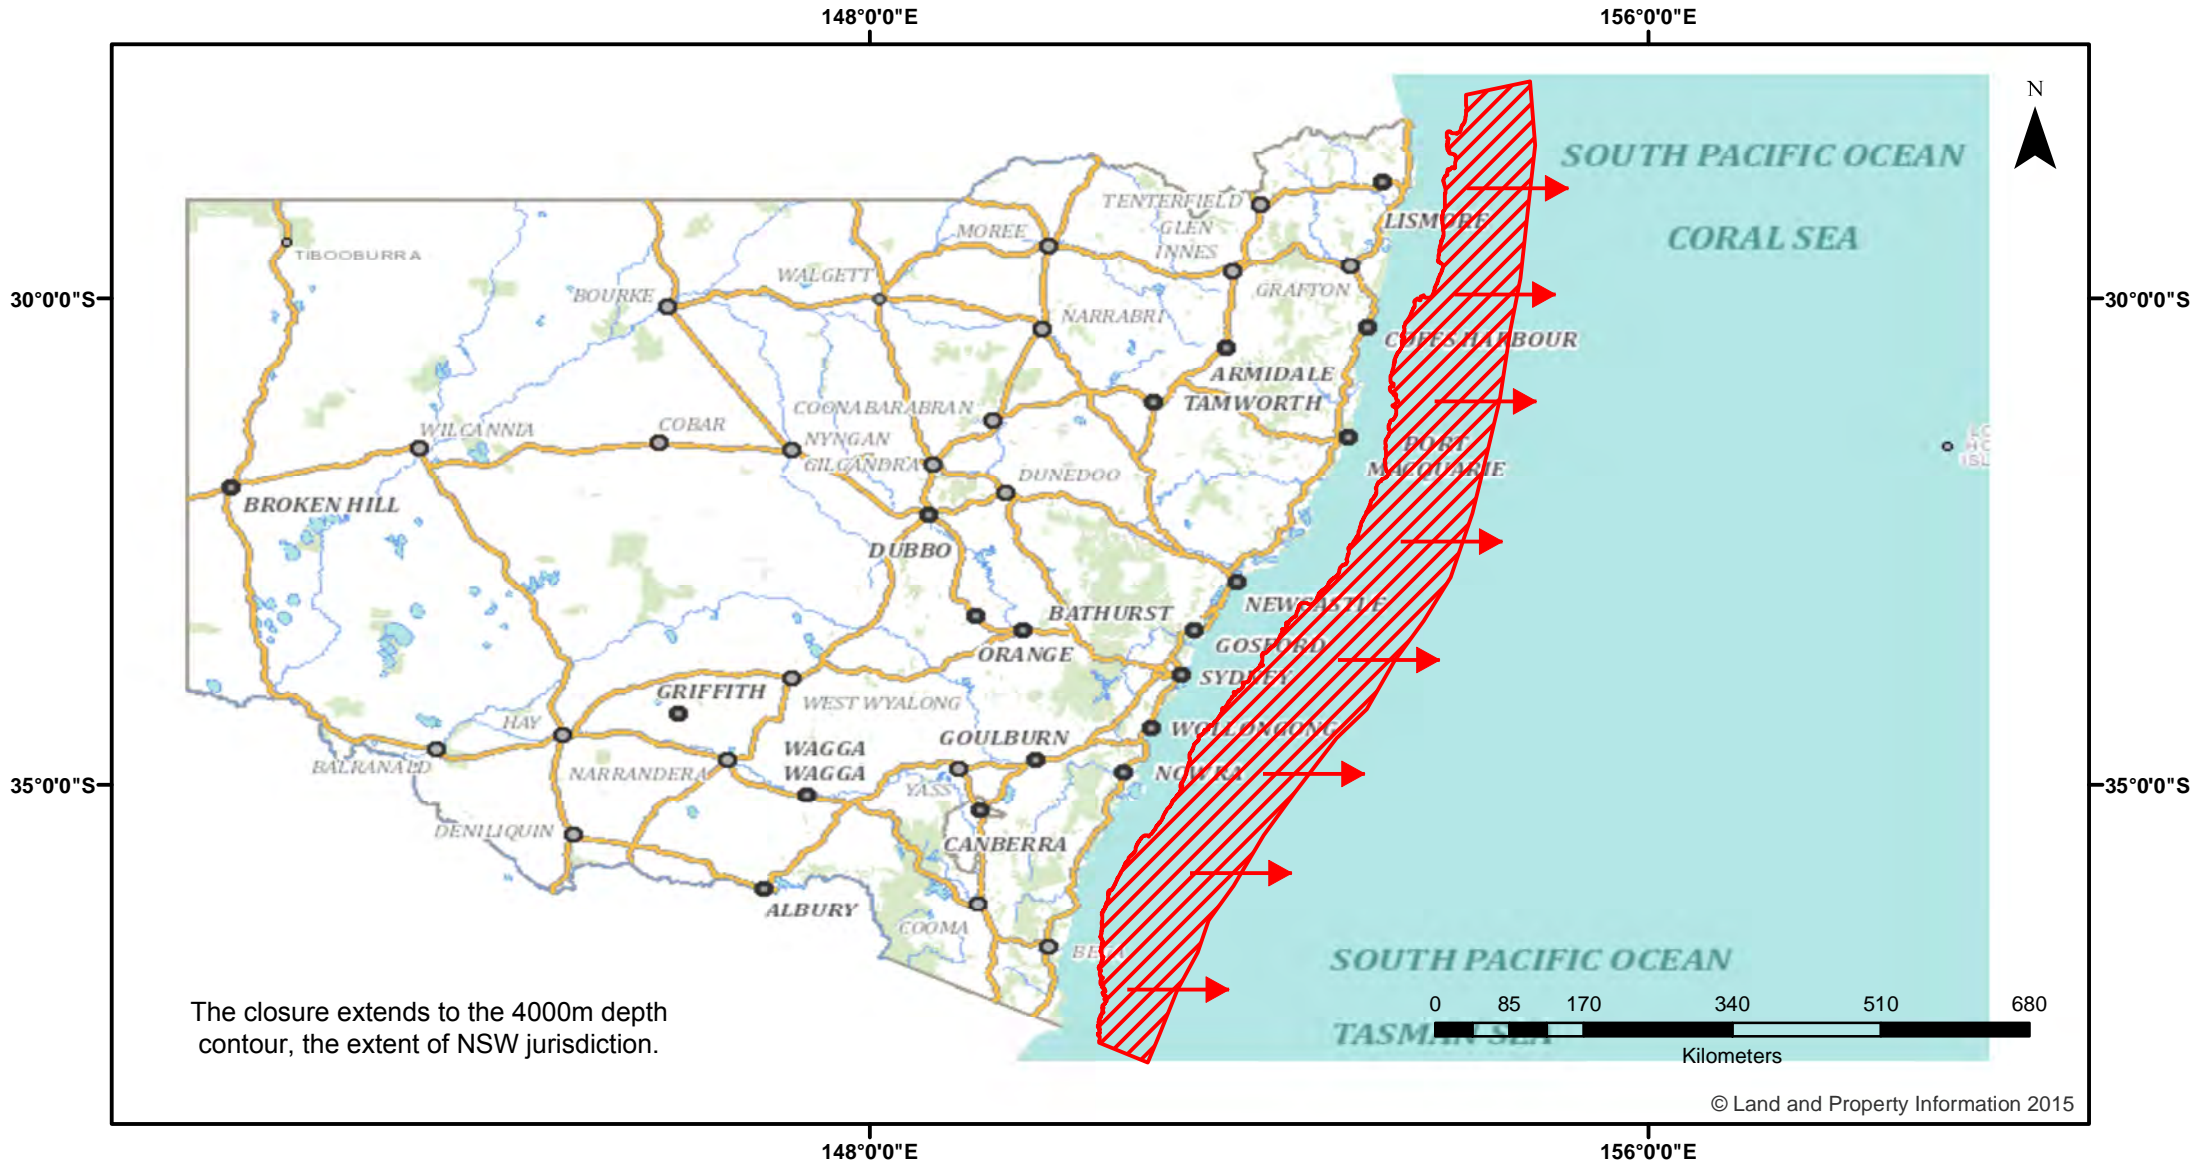 148°0'0"E
156°0'0"E
N
SOUTH PACIFIC OCEAN
TENTERFIELD
LISMORE
GLEN
INNES
MOREE
CORAL SEA
TIBOOBURRA
WALGETT
BOURKE
GRAFTON
30°0'0"S
30°0'0"S
NARRABRI
COFFS HARBOUR
ARMIDALE
TAMWORTH
COONABARABRAN
WILCANNIA
COBAR
NYNGAN
GILGANDRA
DUNEDOO
PORT
MACQUARIE
BROKEN HILL
DUBBO
NEWCASTLE
BATHURST
GOSFORD
ORANGE
SYDNEY
GRIFFITH
WEST WYALONG
HAY
WOLLONGONG
GOULBURN
WAGGA
WAGGA
BALRANALD
NARRANDERA
NOWRA
YASS
35°0'0"S
35°0'0"S
DENILIQUIN
CANBERRA
ALBURY
COOMA
BEGA
SOUTH PACIFIC OCEAN
TASMAN SEA
The closure extends to the 4000m depth
contour, the extent of NSW jurisdiction.
0 85 170 340 510 680
Kilometers
© Land and Property Information 2015
148°0'0"E
156°0'0"E